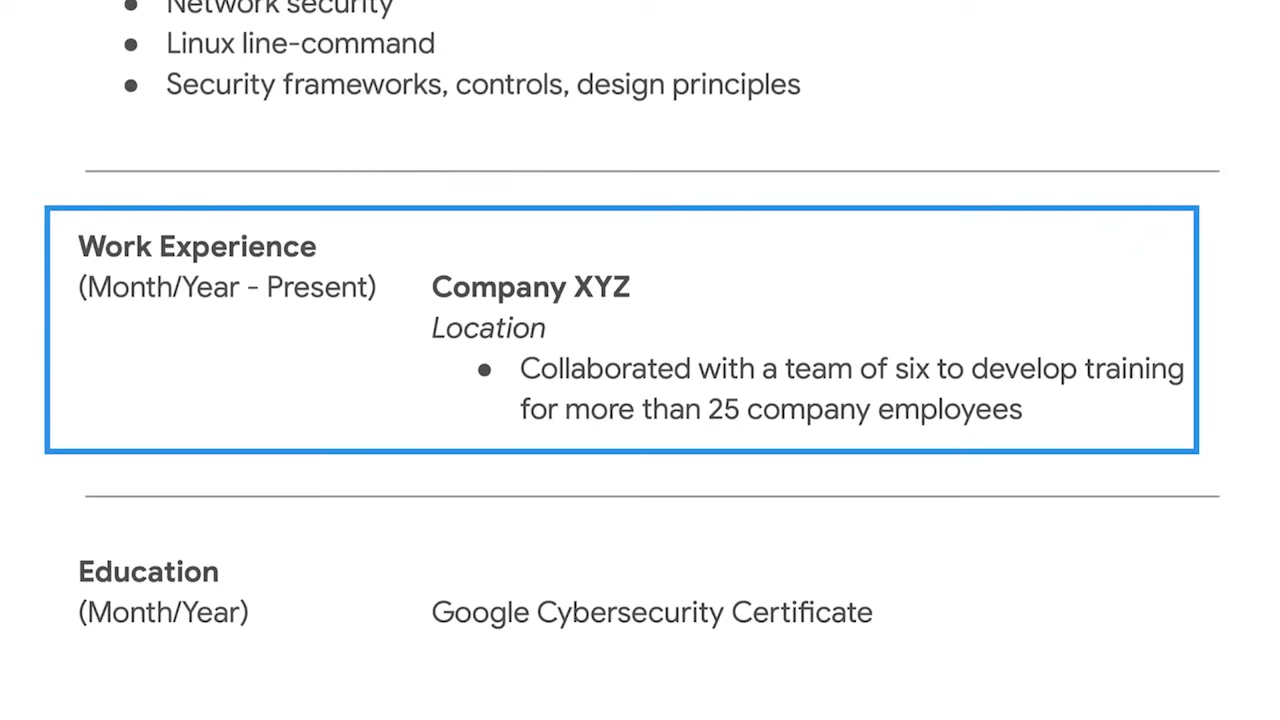 ● Network security
● Linux line-command
● Security frameworks, controls, design principles
Work Experience
(Month/Year - Present) Company XYZ
Location
● Collaborated with a team of six to develop training
for more than 25 company employees
Education
(Month/Year) Google Cybersecurity Certificate